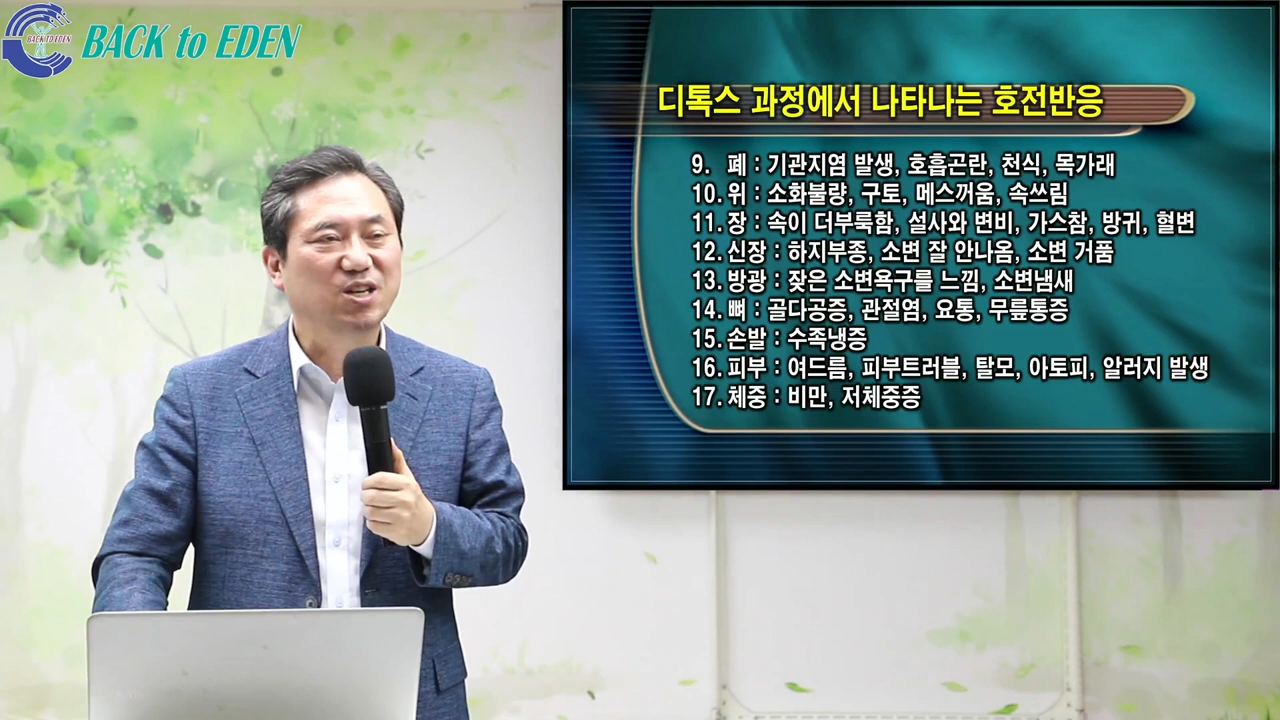 BACK TO EDEN
BACK to EDEN
디톡스 과정에서 나타나는 호전반응
9. 폐 : 기관지염 발생, 호흡곤란, 천식, 목가래
10. 위 : 소화불량, 구토, 메스꺼움, 속쓰림
11. 장 : 속이 더부룩함, 설사와 변비, 가스참, 방귀, 혈변
12. 신장 : 하지부종, 소변 잘 안나옴, 소변 거품
13. 방광 : 잦은 소변욕구를 느낌, 소변냄새
14. 뼈 : 골다공증, 관절염, 요통, 무릎통증
15. 손발 : 수족냉증
16. 피부 : 여드름, 피부트러블, 탈모, 아토피, 알러지 발생
17. 체중 : 비만, 저체중증